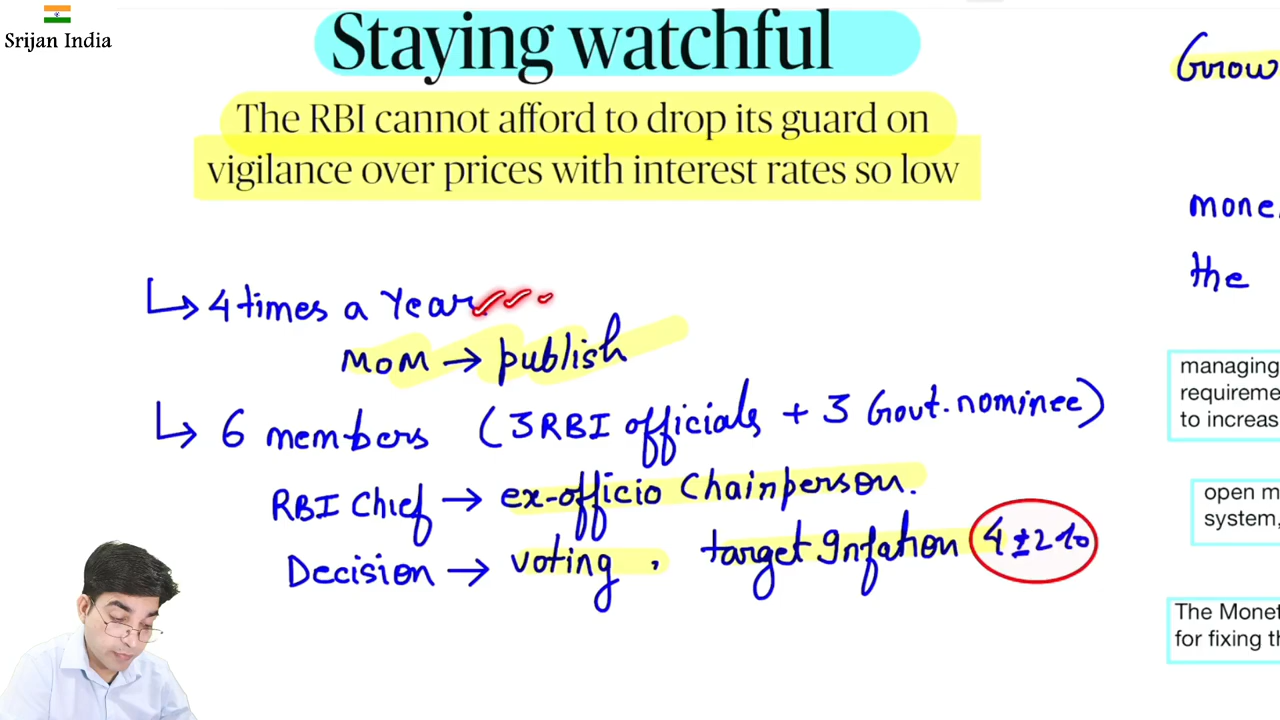 Srijan India
Staying watchful
The RBI cannot afford to drop its guard on
vigilance over prices with interest rates so low
↳ 4 times a Year
MOM → publish
↳ 6 members (3 RBI officials + 3 Govt. nominee)
RBI Chief → ex-officio Chairperson.
Decision → voting, target Inflation 4 ± 2 %
Grow
mone
the
managing
requireme
to increas
open m
system,
The Monet
for fixing th